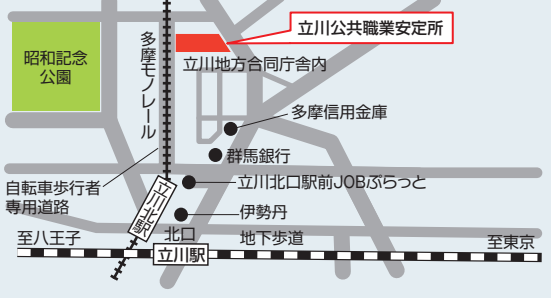 立川公共職業安定所
昭和記念
公園
多摩モノレール
立川地方合同庁舎内
多摩信用金庫
群馬銀行
立川北口駅前JOBぷらっと
自転車歩行者
専用道路
立川北駅
伊勢丹
北口
地下歩道
至八王子
立川駅
至東京